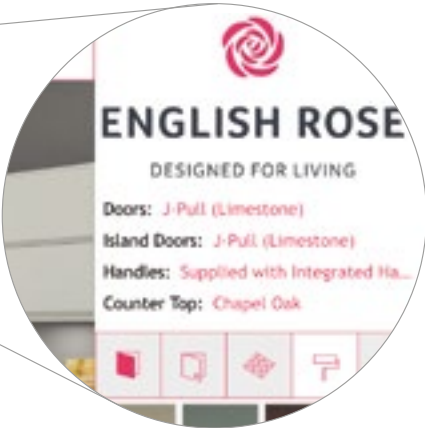 ENGLISH ROSE
DESIGNED FOR LIVING
Doors: J-Pull (Limestone)
Island Doors: J-Pull (Limestone)
Handles: Supplied with Integrated Ha...
Counter Top: Chapel Oak